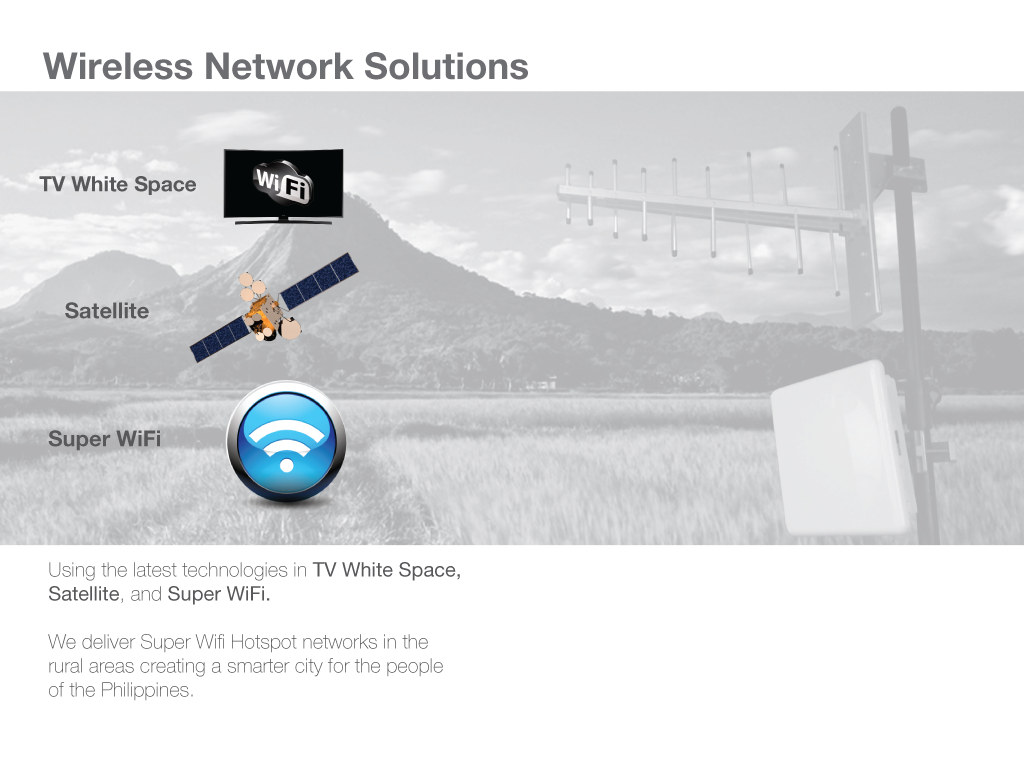 Wireless Network Solutions
TV White Space
Wi Fi
Satellite
Super WiFi
Using the latest technologies in TV White Space,
Satellite, and Super WiFi.
We deliver Super Wifi Hotspot networks in the
rural areas creating a smarter city for the people
of the Philippines.